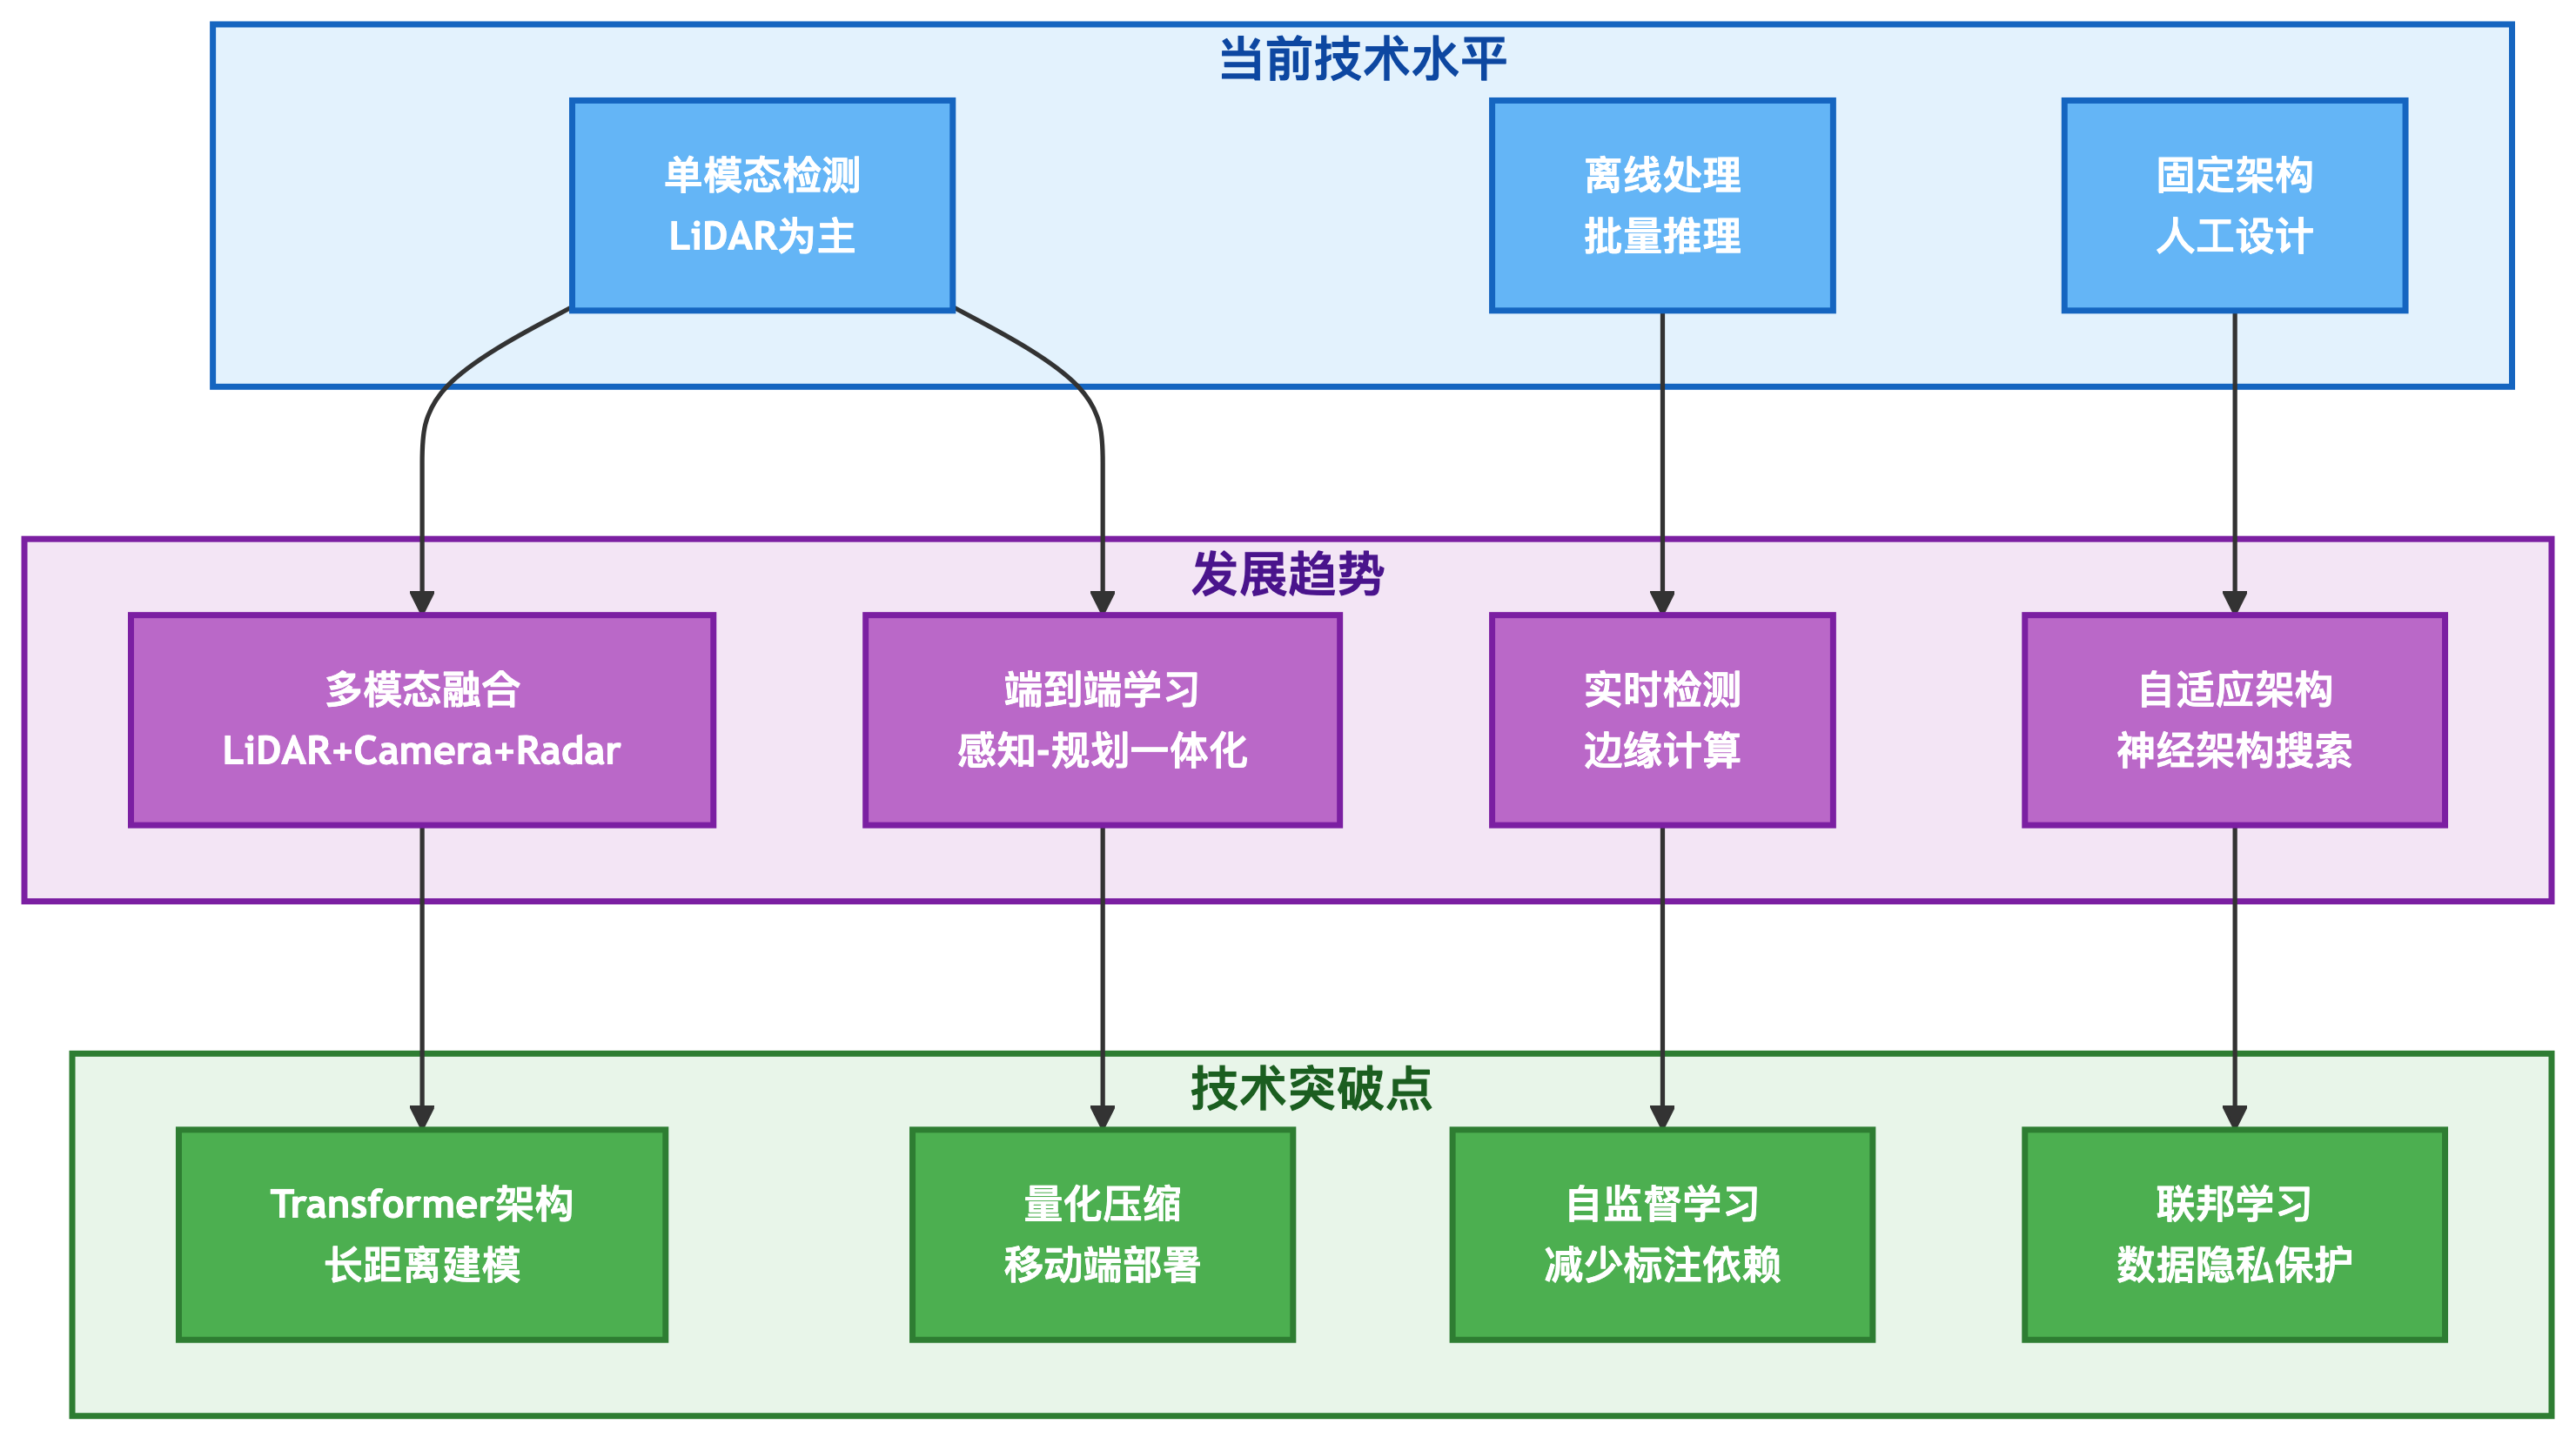 当前技术水平
单模态检测
LiDAR为主
离线处理
批量推理
固定架构
人工设计
发展趋势
多模态融合
LiDAR+Camera+Radar
端到端学习
感知-规划一体化
实时检测
边缘计算
自适应架构
神经架构搜索
技术突破点
Transformer架构
长距离建模
量化压缩
移动端部署
自监督学习
减少标注依赖
联邦学习
数据隐私保护